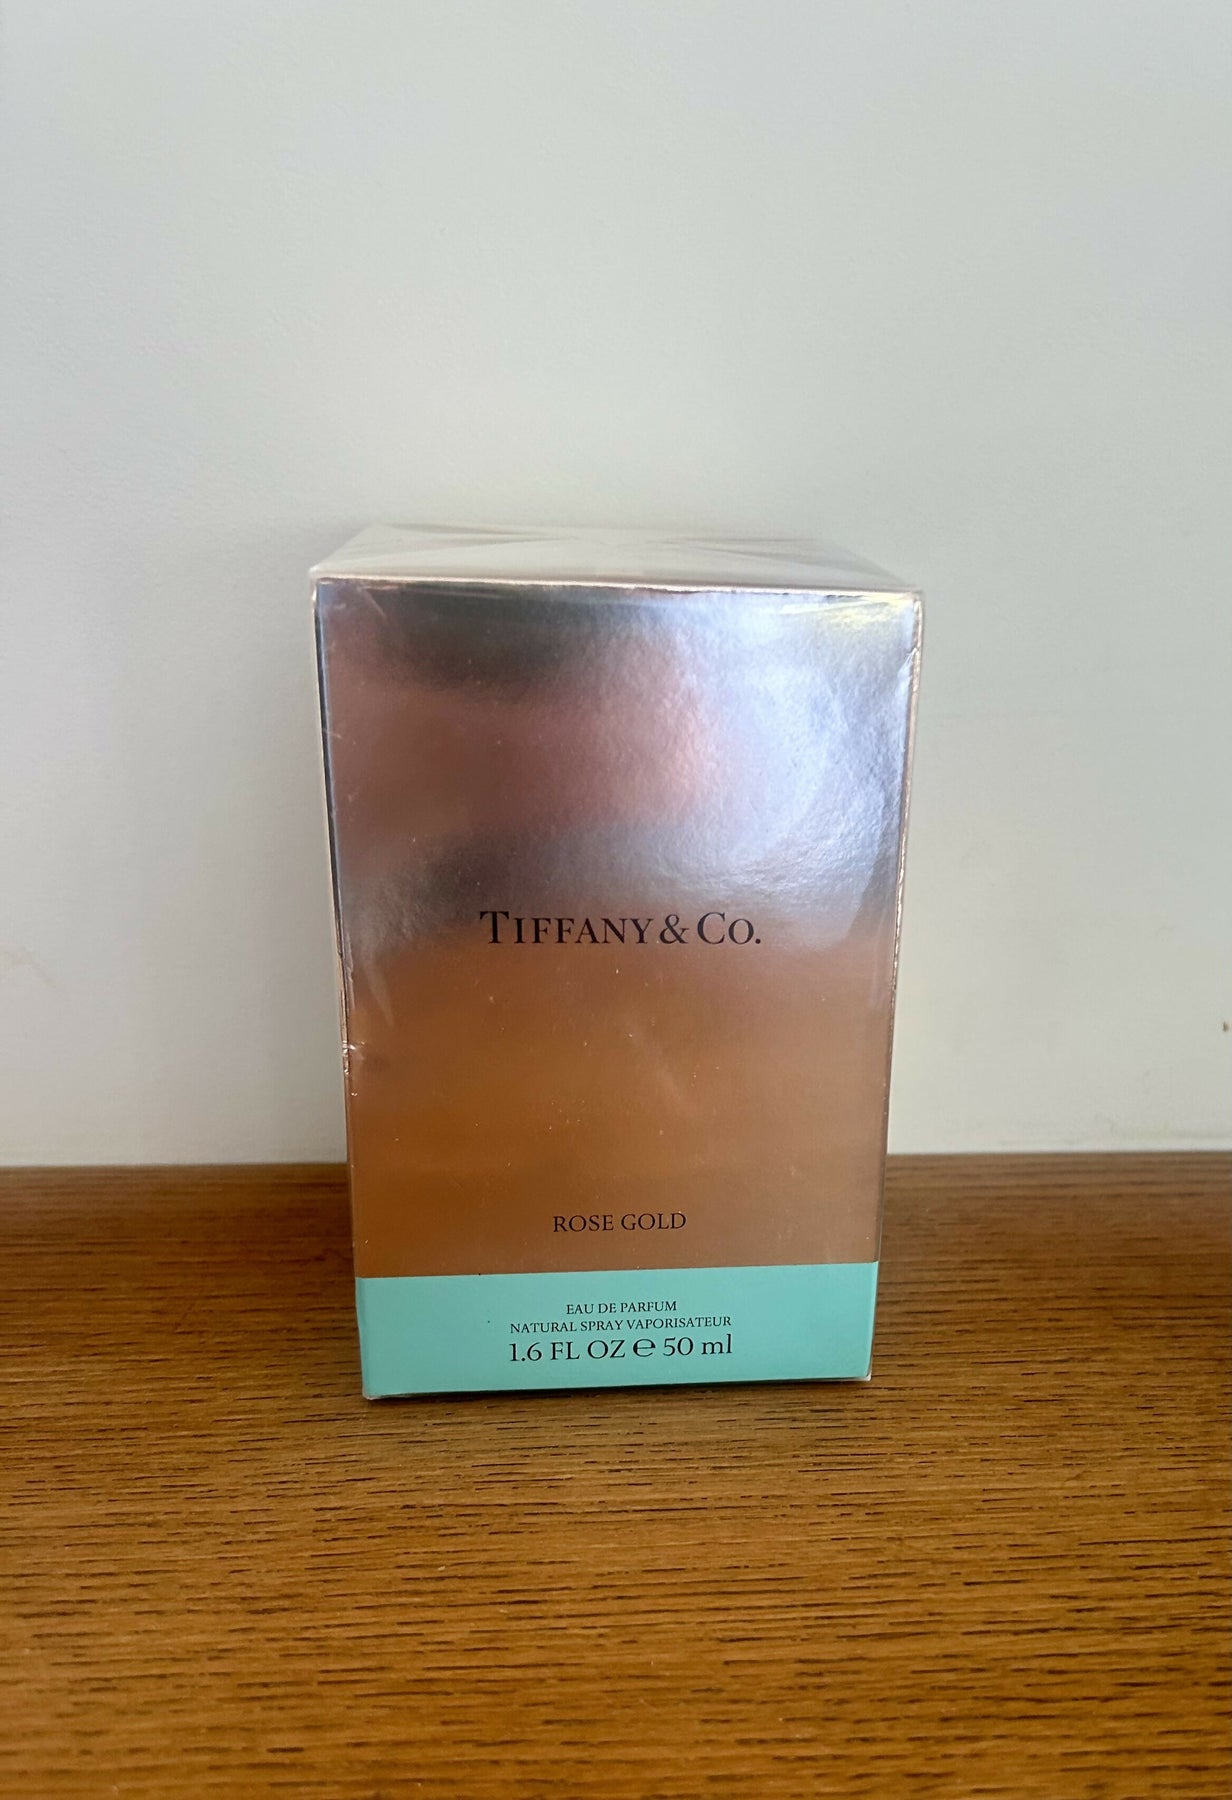 TIFFANY & CO.
ROSE GOLD
EAU DE PARFUM
NATURAL SPRAY VAPORISATEUR
1.6 FL OZ ℮ 50 ml